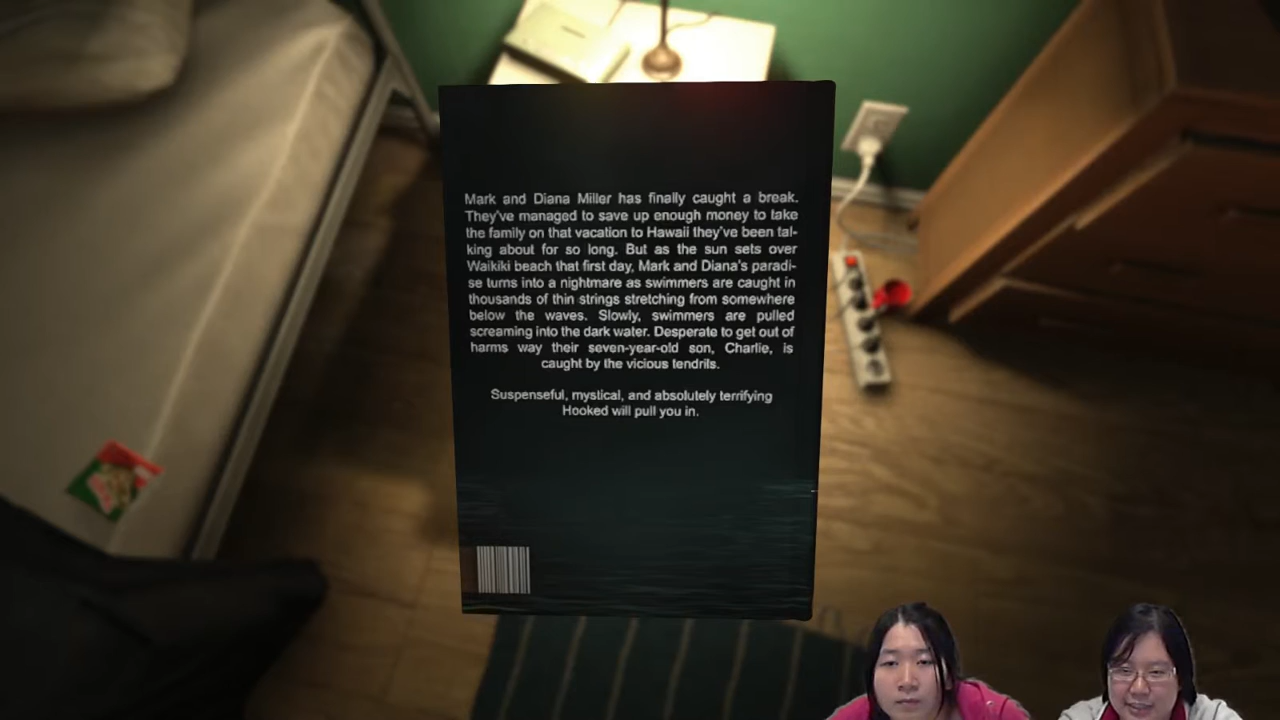 Mark and Diana Miller has finally caught a break.
They've managed to save up enough money to take
the family on that vacation to Hawaii they've been tal-
king about for so long. But as the sun sets over
Waikiki beach that first day, Mark and Diana's paradi-
se turns into a nightmare as swimmers are caught in
thousands of thin strings stretching from somewhere
below the waves. Slowly, swimmers are pulled
screaming into the dark water. Desperate to get out of
harms way their seven-year-old son, Charlie, is
caught by the vicious tendrils.
Suspenseful, mystical, and absolutely terrifying
Hooked will pull you in.